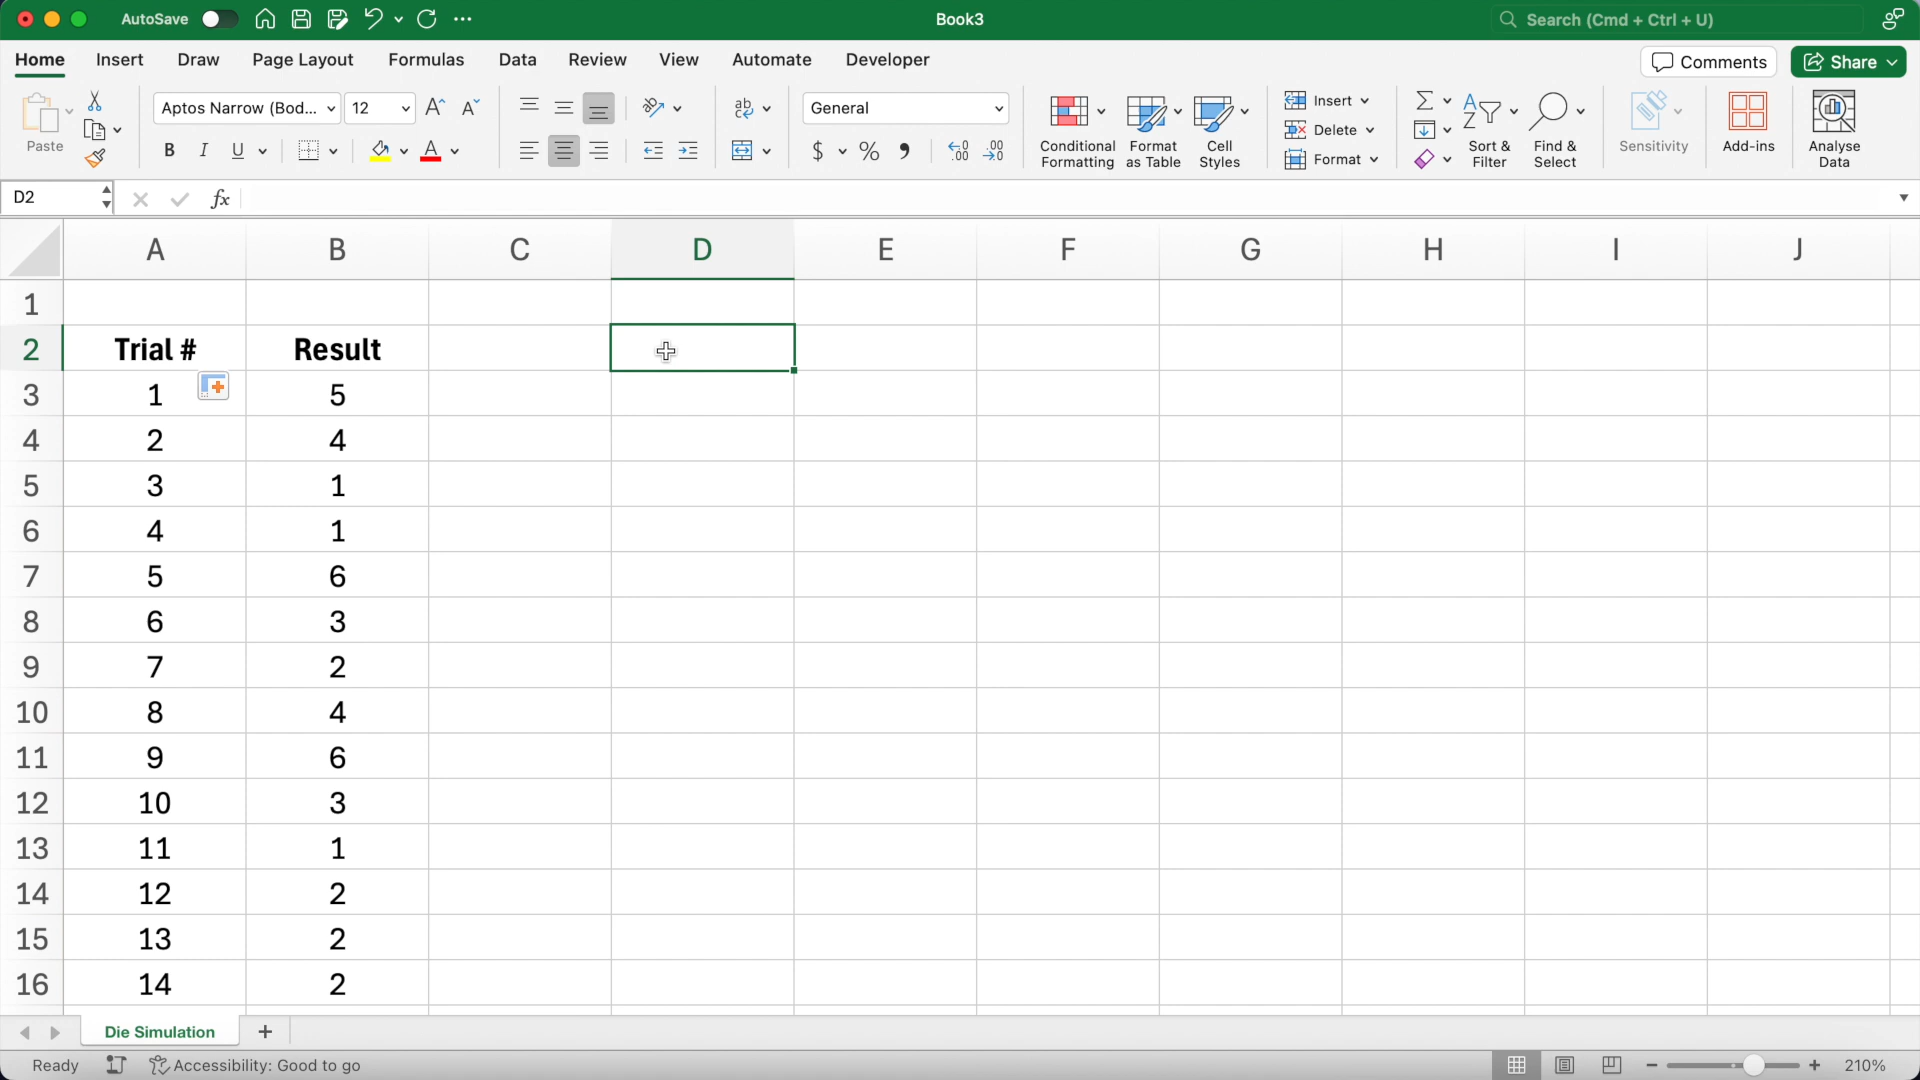 AutoSave
Book3
Search (Cmd + Ctrl + U)
Home Insert Draw Page Layout Formulas Data Review View Automate Developer
Comments Share
Paste
Aptos Narrow (Bod... 12
B I U
General
$ % ,
Conditional Formatting
Format as Table
Cell Styles
Insert
Delete
Format
Sort & Filter
Find & Select
Sensitivity
Add-ins
Analyse Data
D2 fx
A B C D E F G H I J
1
2 Trial # Result
3 1 5
4 2 4
5 3 1
6 4 1
7 5 6
8 6 3
9 7 2
10 8 4
11 9 6
12 10 3
13 11 1
14 12 2
15 13 2
16 14 2
Die Simulation +
Ready Accessibility: Good to go
210%